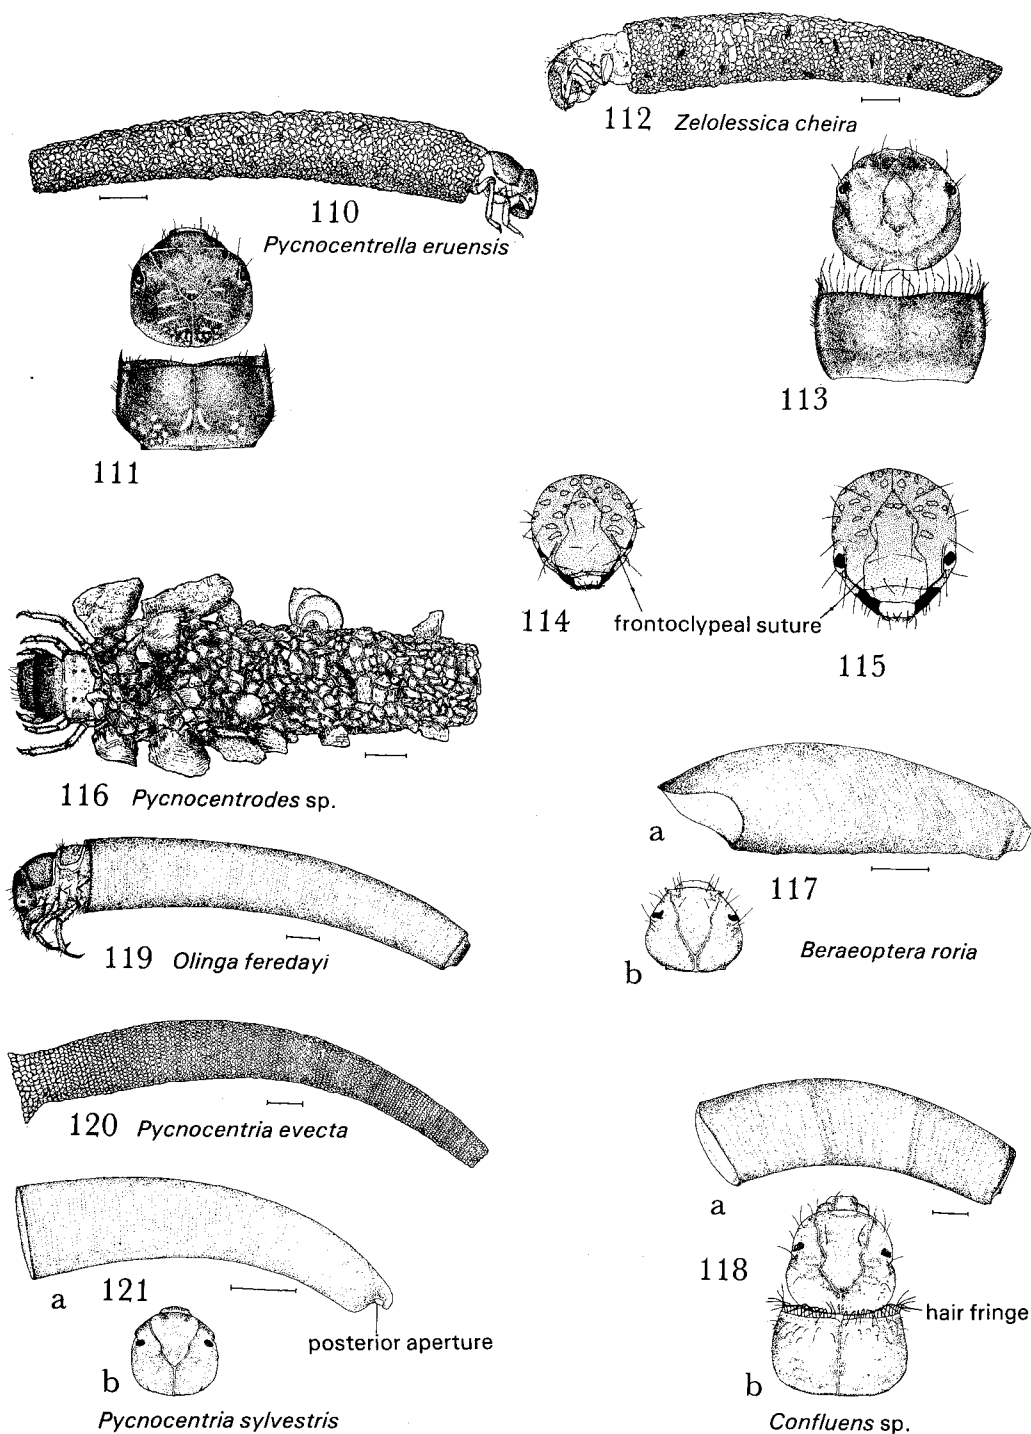 112 Zelolessica cheira
110
Pycnocentrella eruensis
113
111
114
frontoclypeal suture
115
116 Pycnocentrodes sp.
a
117
119 Olinga feredayi
b
Beraeoptera roria
120 Pycnocentria evecta
a
118
a
121
hair fringe
posterior aperture
b
b
Pycnocentria sylvestris
Confluens sp.